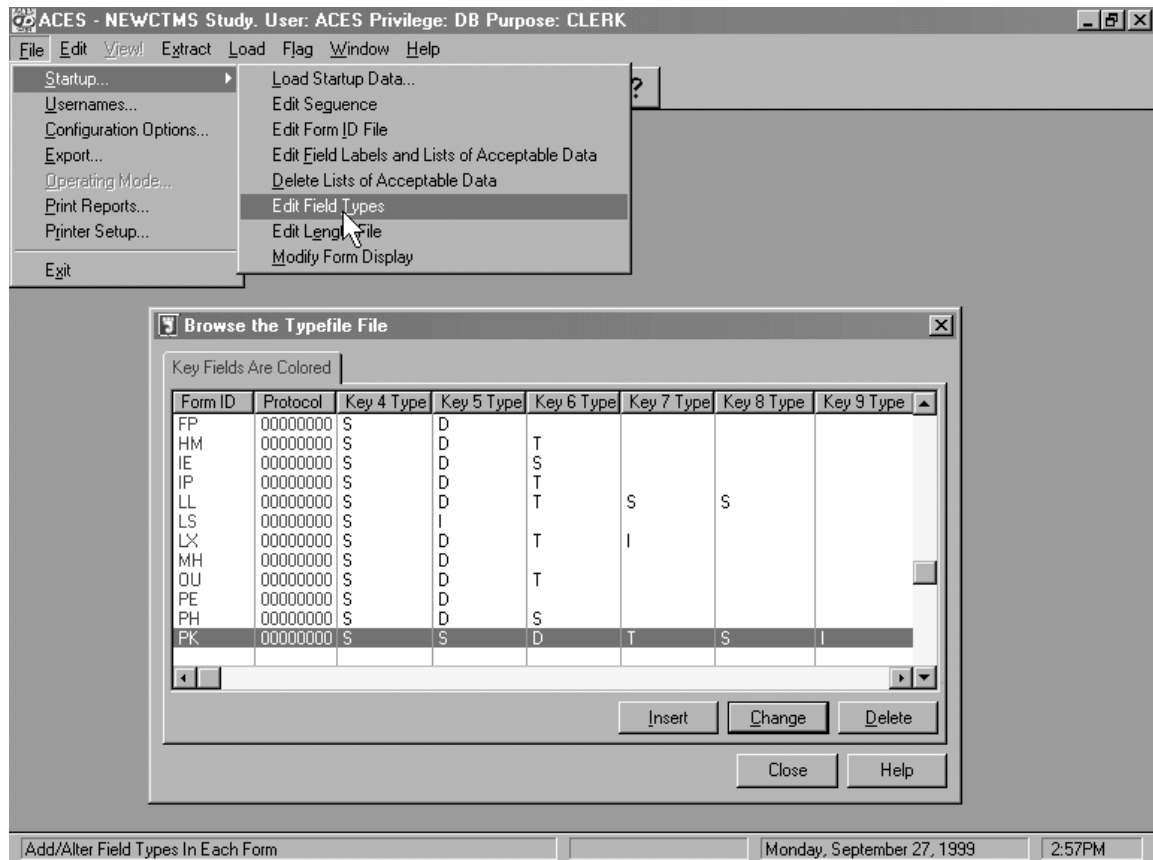 ACES - NEWCTMS Study. User: ACES Privilege: DB Purpose: CLERK
File Edit View! Extract Load Flag Window Help
Startup...
Usernames...
Configuration Options...
Export...
Operating Mode...
Print Reports...
Printer Setup...
Exit
Load Startup Data...
Edit Sequence
Edit Form ID File
Edit Field Labels and Lists of Acceptable Data
Delete Lists of Acceptable Data
Edit Field Types
Edit Length File
Modify Form Display
?
Browse the Typefile File
Key Fields Are Colored
Form ID Protocol Key 4 Type Key 5 Type Key 6 Type Key 7 Type Key 8 Type Key 9 Type
FP 00000000 S D
HM 00000000 S D T
IE 00000000 S D S
IP 00000000 S D T
LL 00000000 S D T S S
LS 00000000 S I
LX 00000000 S D T I
MH 00000000 S D
OU 00000000 S D T
PE 00000000 S D
PH 00000000 S D S
PK 00000000 S S D T S I
Insert Change Delete
Close Help
Add/Alter Field Types In Each Form Monday, September 27, 1999 2:57PM